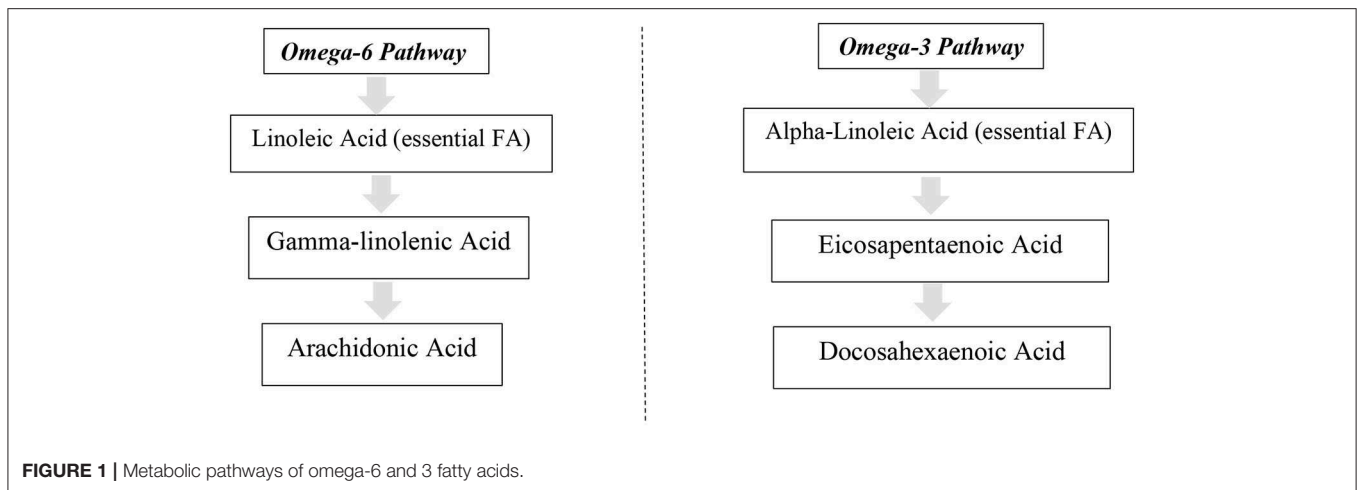 Omega-6 Pathway
Linoleic Acid (essential FA)
Gamma-linolenic Acid
Arachidonic Acid
Omega-3 Pathway
Alpha-Linoleic Acid (essential FA)
Eicosapentaenoic Acid
Docosahexaenoic Acid
FIGURE 1 | Metabolic pathways of omega-6 and 3 fatty acids.